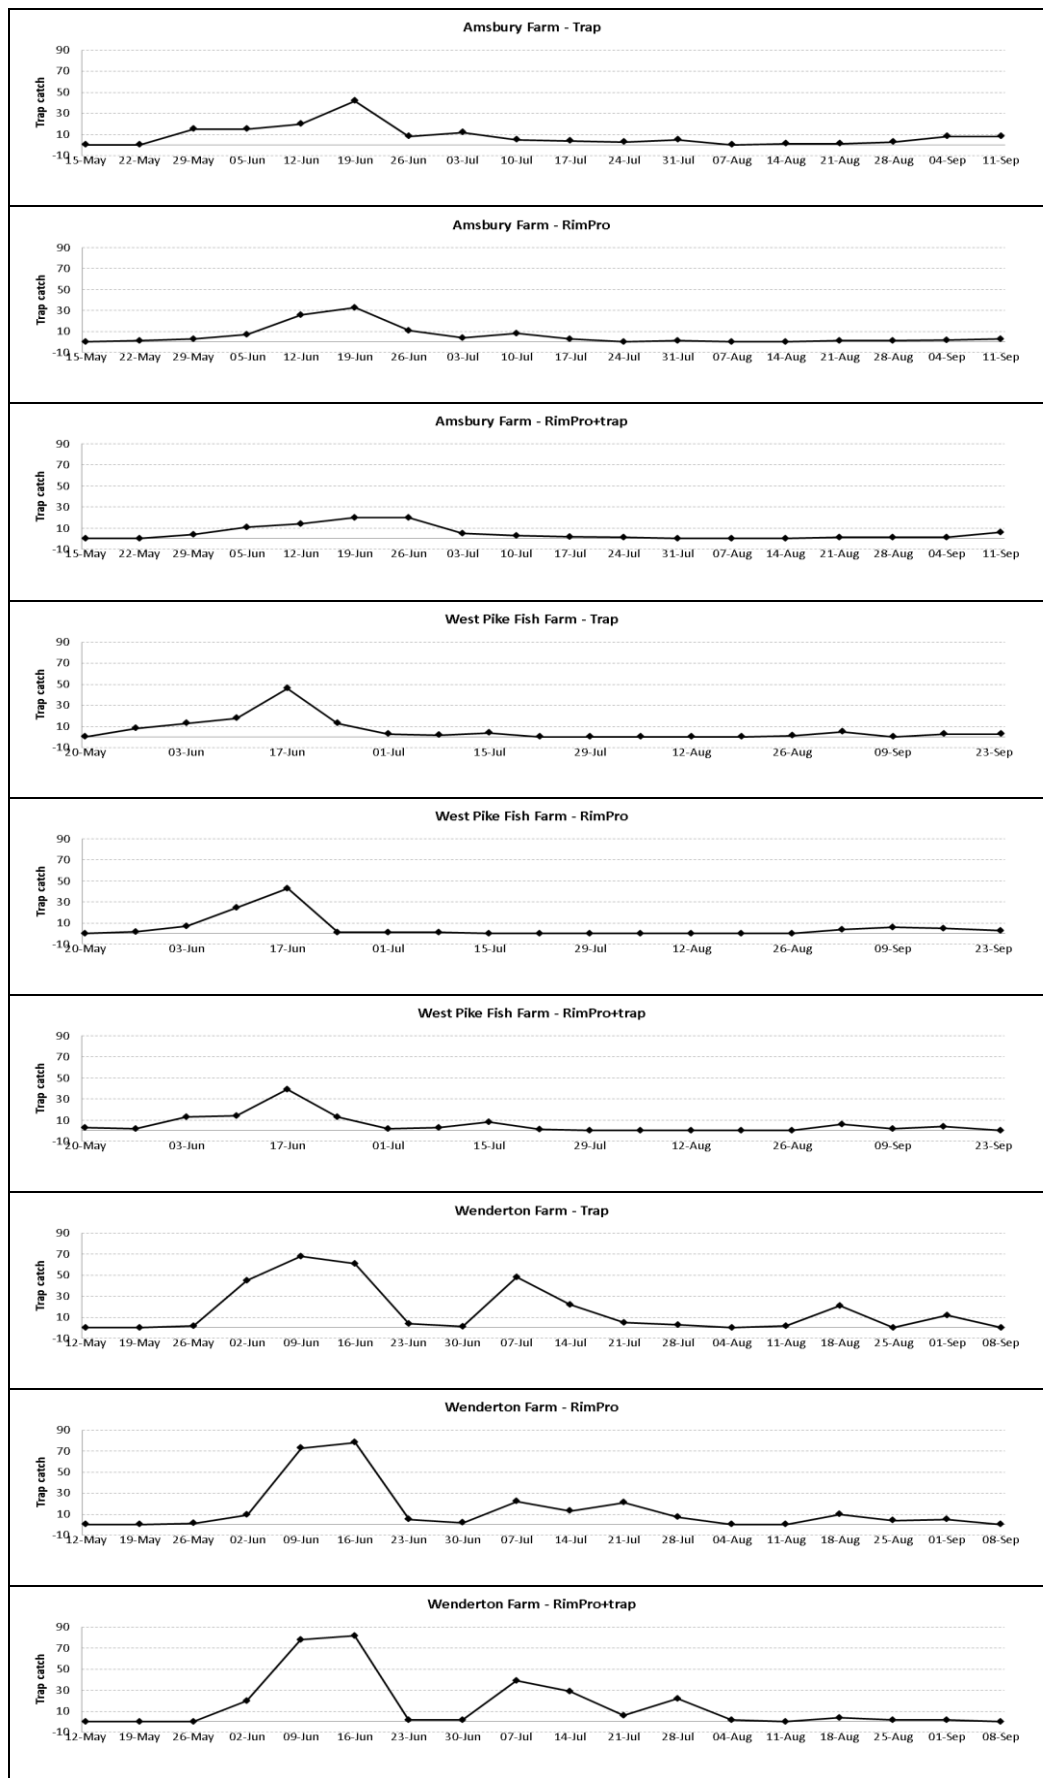 Amsbury Farm - Trap
Trap catch
90
70
50
30
10
-10
15-May 22-May 29-May 05-Jun 12-Jun 19-Jun 26-Jun 03-Jul 10-Jul 17-Jul 24-Jul 31-Jul 07-Aug 14-Aug 21-Aug 28-Aug 04-Sep 11-Sep
Amsbury Farm - RimPro
Trap catch
90
70
50
30
10
-10
15-May 22-May 29-May 05-Jun 12-Jun 19-Jun 26-Jun 03-Jul 10-Jul 17-Jul 24-Jul 31-Jul 07-Aug 14-Aug 21-Aug 28-Aug 04-Sep 11-Sep
Amsbury Farm - RimPro+trap
Trap catch
90
70
50
30
10
-10
15-May 22-May 29-May 05-Jun 12-Jun 19-Jun 26-Jun 03-Jul 10-Jul 17-Jul 24-Jul 31-Jul 07-Aug 14-Aug 21-Aug 28-Aug 04-Sep 11-Sep
West Pike Fish Farm - Trap
Trap catch
90
70
50
30
10
-10
20-May 03-Jun 17-Jun 01-Jul 15-Jul 29-Jul 12-Aug 26-Aug 09-Sep 23-Sep
West Pike Fish Farm - RimPro
Trap catch
90
70
50
30
10
-10
20-May 03-Jun 17-Jun 01-Jul 15-Jul 29-Jul 12-Aug 26-Aug 09-Sep 23-Sep
West Pike Fish Farm - RimPro+trap
Trap catch
90
70
50
30
10
-10
20-May 03-Jun 17-Jun 01-Jul 15-Jul 29-Jul 12-Aug 26-Aug 09-Sep 23-Sep
Wenderton Farm - Trap
Trap catch
90
70
50
30
10
-10
12-May 19-May 26-May 02-Jun 09-Jun 16-Jun 23-Jun 30-Jun 07-Jul 14-Jul 21-Jul 28-Jul 04-Aug 11-Aug 18-Aug 25-Aug 01-Sep 08-Sep
Wenderton Farm - RimPro
Trap catch
90
70
50
30
10
-10
12-May 19-May 26-May 02-Jun 09-Jun 16-Jun 23-Jun 30-Jun 07-Jul 14-Jul 21-Jul 28-Jul 04-Aug 11-Aug 18-Aug 25-Aug 01-Sep 08-Sep
Wenderton Farm - RimPro+trap
Trap catch
90
70
50
30
10
-10
12-May 19-May 26-May 02-Jun 09-Jun 16-Jun 23-Jun 30-Jun 07-Jul 14-Jul 21-Jul 28-Jul 04-Aug 11-Aug 18-Aug 25-Aug 01-Sep 08-Sep